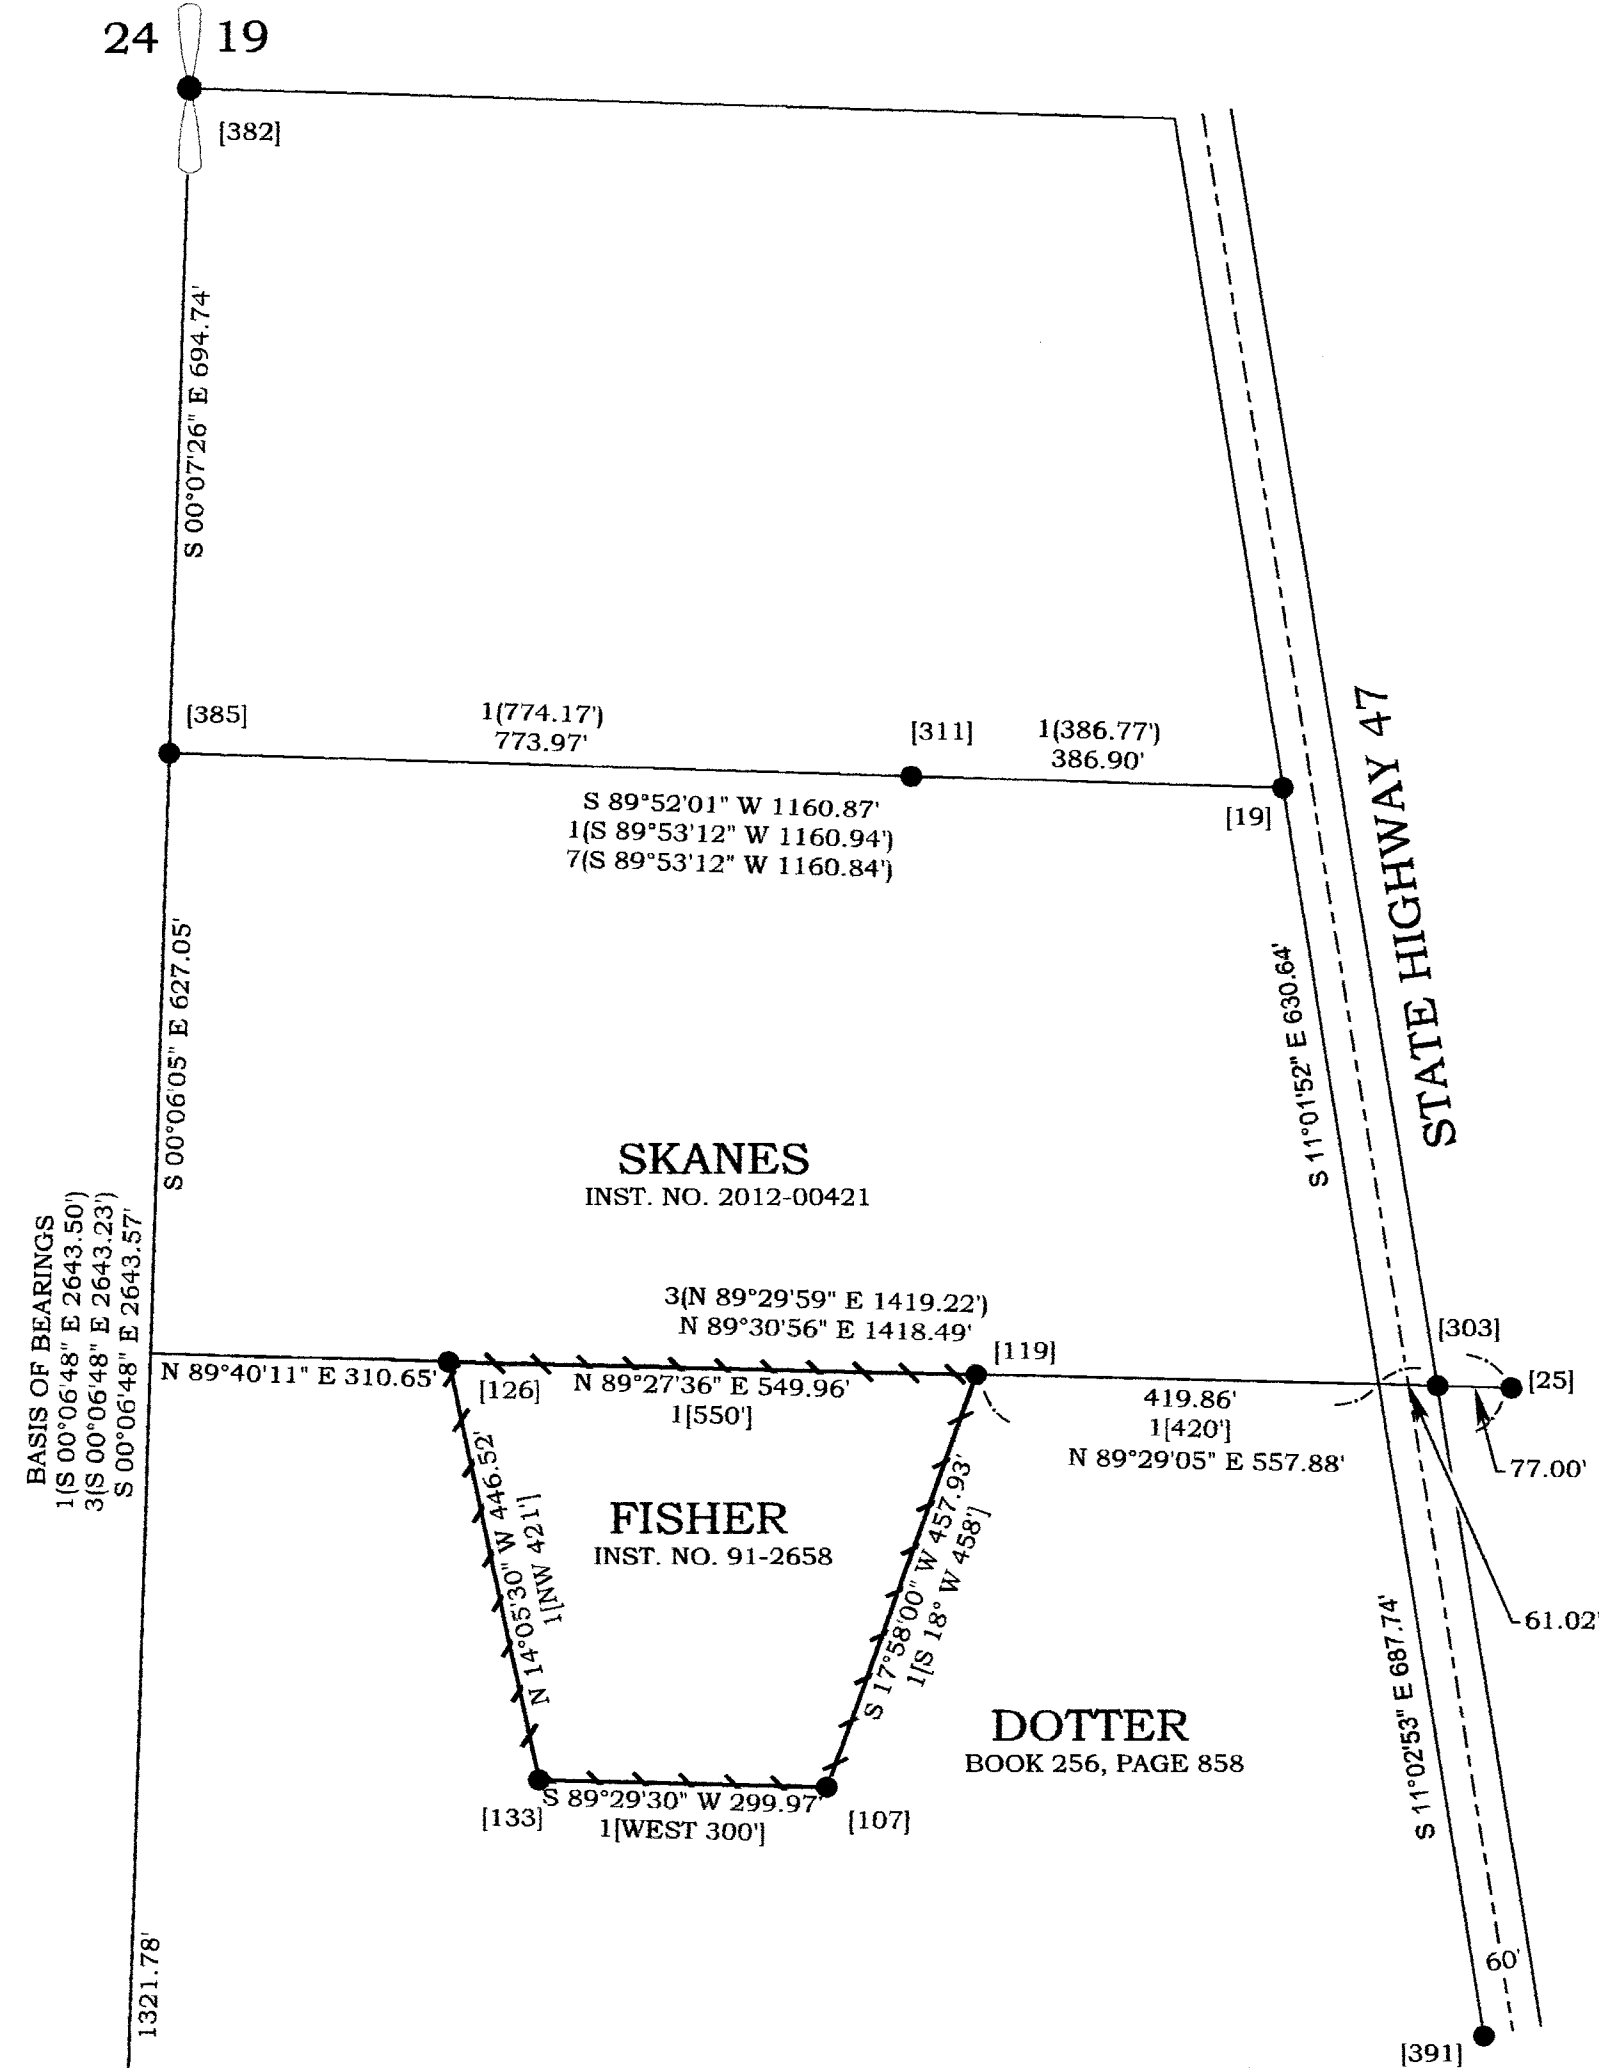 24 19
[382]
S 00°07'26" E 694.74'
[385]
1(774.17')
773.97'
[311]
1(386.77')
386.90'
S 89°52'01" W 1160.87'
1(S 89°53'12" W 1160.94')
7(S 89°53'12" W 1160.84')
[19]
STATE HIGHWAY 47
S 00°06'05" E 627.05'
S 11°01'52" E 630.64'
SKANES
INST. NO. 2012-00421
BASIS OF BEARINGS
1(S 00°06'48" E 2643.50')
3(S 00°06'48" E 2643.23')
S 00°06'48" E 2643.57'
3(N 89°29'59" E 1419.22')
N 89°30'56" E 1418.49'
[119]
[303]
[25]
N 89°40'11" E 310.65'
[126]
N 89°27'36" E 549.96'
1[550']
419.86'
1[420']
N 89°29'05" E 557.88'
77.00'
61.02'
N 14°05'30" W 446.52'
1[NW 421']
FISHER
INST. NO. 91-2658
S 17°58'00" W 457.93'
1[S 18° W 458']
S 11°02'53" E 687.74'
DOTTER
BOOK 256, PAGE 858
[133]
S 89°29'30" W 299.97'
1[WEST 300']
[107]
1321.78'
60'
[391]